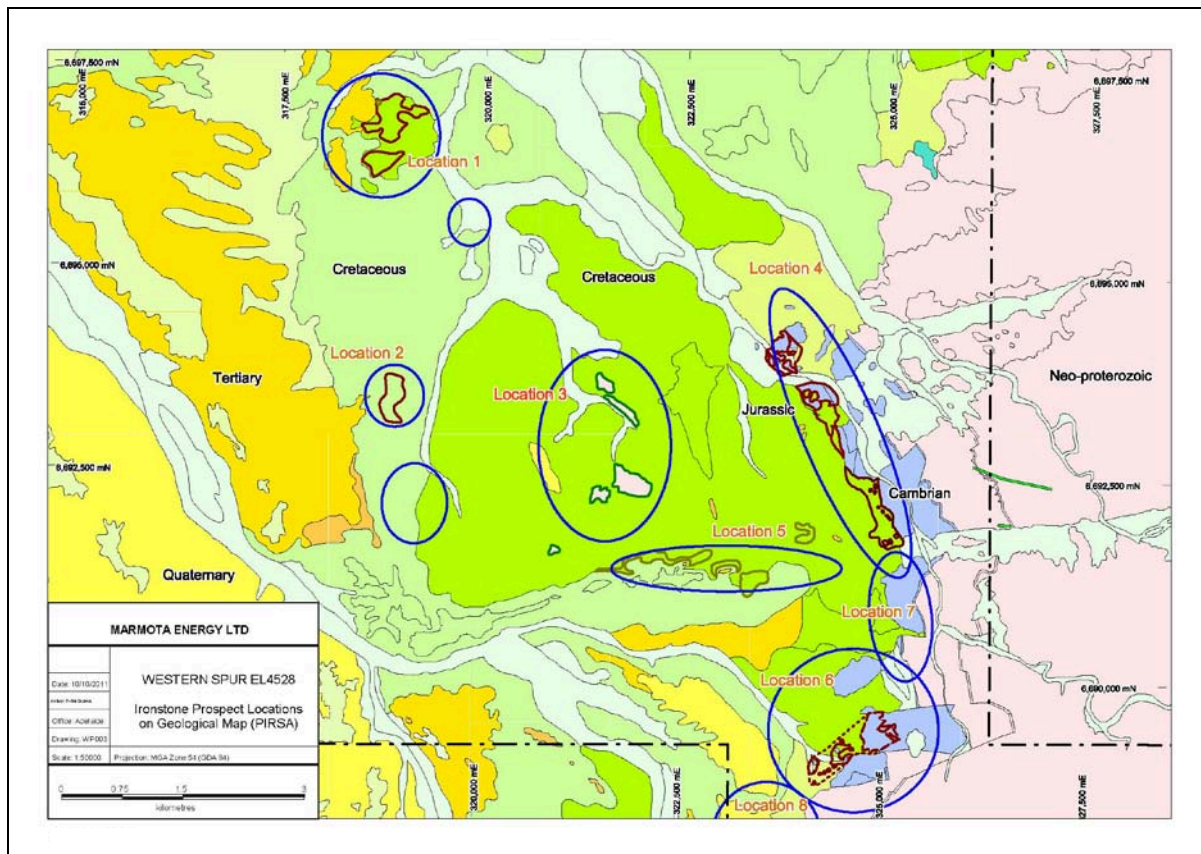 6,697,500 mN
315,000 mE
317,500 mE
320,000 mE
322,500 mE
325,000 mE
327,500 mE
6,697,500 mN
Location 1
6,695,000 mN
Cretaceous
Cretaceous
Location 4
6,695,000 mN
Location 2
Tertiary
Location 3
Jurassic
Neo-proterozoic
6,692,500 mN
6,692,500 mN
Cambrian
Location 5
Quaternary
Location 7
Location 6
6,690,000 mN
320,000 mE
322,500 mE
Location 8
325,000 mE
327,500 mE
MARMOTA ENERGY LTD
WESTERN SPUR EL4528
Ironstone Prospect Locations
on Geological Map (PIRSA)
Date: 10/10/2011
Office: Adelaide
Drawing: WP003
Scale: 1:50000 Projection: MGA Zone 54 (GDA 94)
0 0.75 1.5 3
kilometres